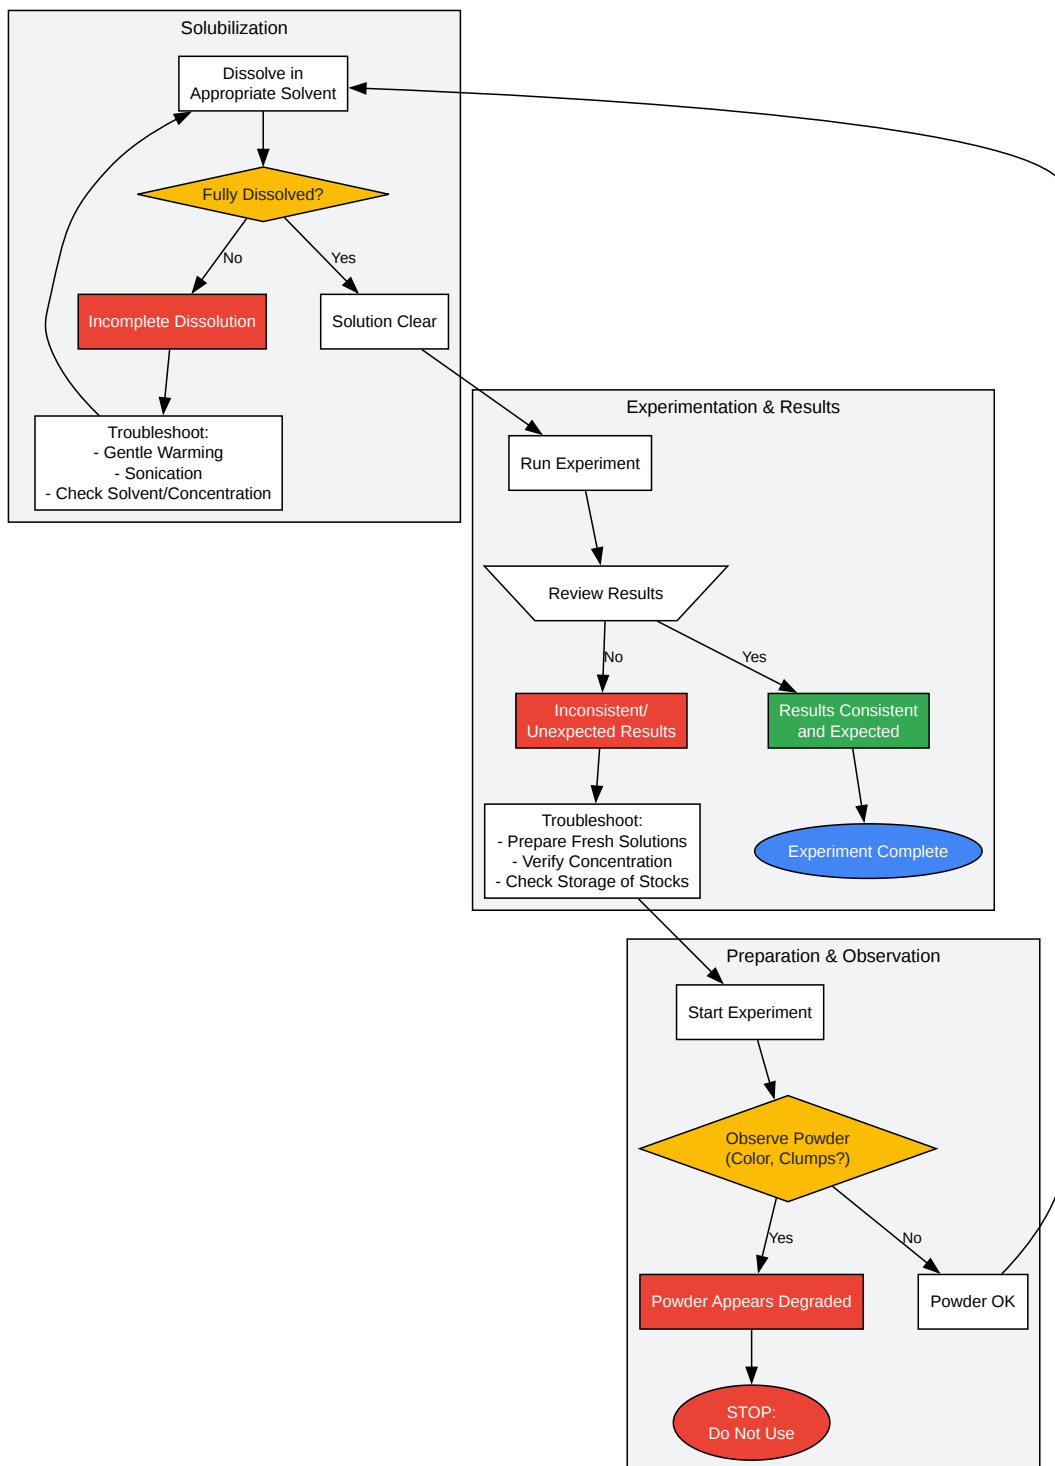 Solubilization
Dissolve in
Appropriate Solvent
Fully Dissolved?
No
Yes
Incomplete Dissolution
Solution Clear
Troubleshoot:
- Gentle Warming
- Sonication
- Check Solvent/Concentration
Experimentation & Results
Run Experiment
Review Results
No
Yes
Inconsistent/
Unexpected Results
Results Consistent
and Expected
Troubleshoot:
- Prepare Fresh Solutions
- Verify Concentration
- Check Storage of Stocks
Experiment Complete
Preparation & Observation
Start Experiment
Observe Powder
(Color, Clumps?)
Yes
No
Powder Appears Degraded
Powder OK
STOP:
Do Not Use